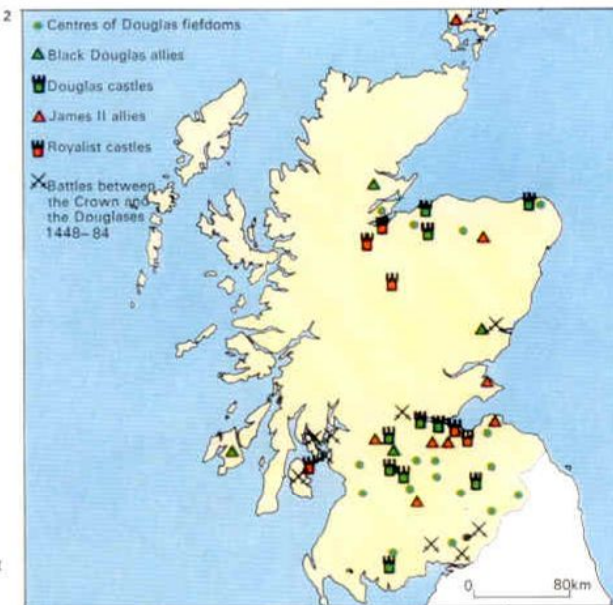 2
Centres of Douglas fiefdoms
Black Douglas allies
Douglas castles
James II allies
Royalist castles
Battles between
the Crown and
the Douglases
1448–84
0 80km